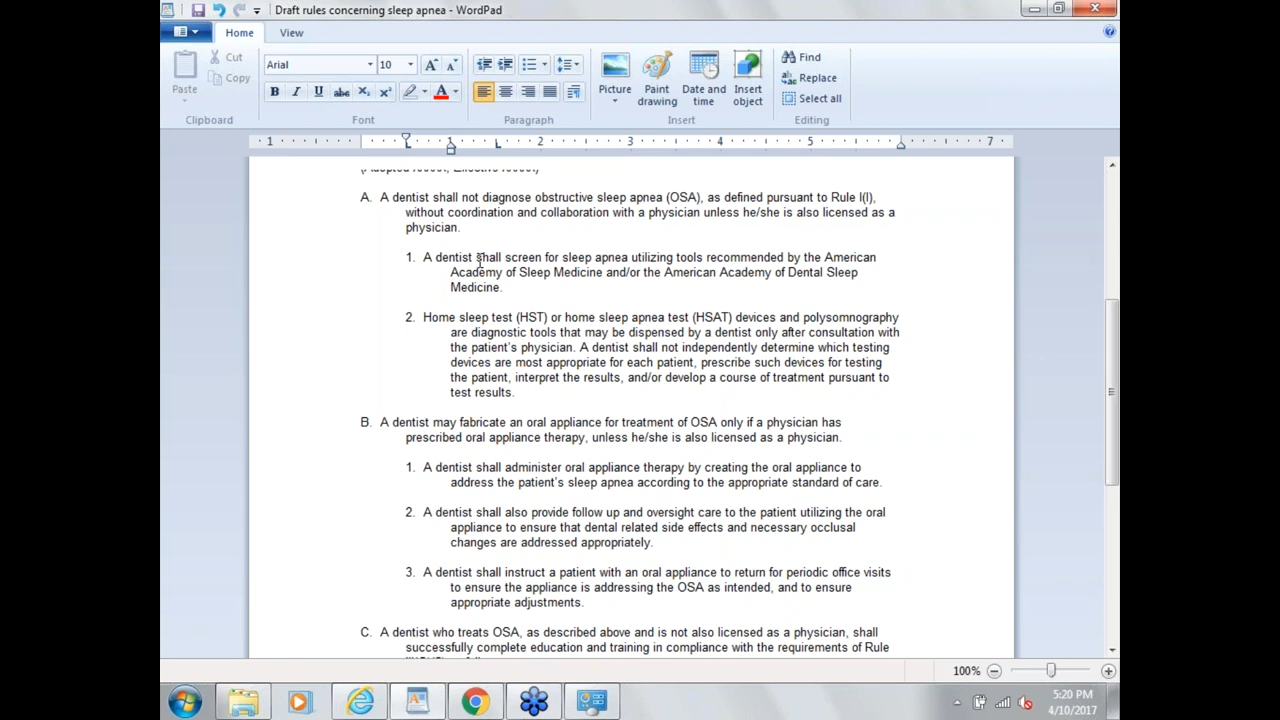 Draft rules concerning sleep apnea - WordPad
Home View
Cut
Copy
Paste
Clipboard
Arial 10
Font
Paragraph
Picture
Paint drawing
Date and time
Insert object
Insert
Find
Replace
Select all
Editing
1 1 2 3 4 5 7
A. A dentist shall not diagnose obstructive sleep apnea (OSA), as defined pursuant to Rule I(I),
without coordination and collaboration with a physician unless he/she is also licensed as a
physician.
1. A dentist shall screen for sleep apnea utilizing tools recommended by the American
Academy of Sleep Medicine and/or the American Academy of Dental Sleep
Medicine.
2. Home sleep test (HST) or home sleep apnea test (HSAT) devices and polysomnography
are diagnostic tools that may be dispensed by a dentist only after consultation with
the patient's physician. A dentist shall not independently determine which testing
devices are most appropriate for each patient, prescribe such devices for testing
the patient, interpret the results, and/or develop a course of treatment pursuant to
test results.
B. A dentist may fabricate an oral appliance for treatment of OSA only if a physician has
prescribed oral appliance therapy, unless he/she is also licensed as a physician.
1. A dentist shall administer oral appliance therapy by creating the oral appliance to
address the patient's sleep apnea according to the appropriate standard of care.
2. A dentist shall also provide follow up and oversight care to the patient utilizing the oral
appliance to ensure that dental related side effects and necessary occlusal
changes are addressed appropriately.
3. A dentist shall instruct a patient with an oral appliance to return for periodic office visits
to ensure the appliance is addressing the OSA as intended, and to ensure
appropriate adjustments.
C. A dentist who treats OSA, as described above and is not also licensed as a physician, shall
successfully complete education and training in compliance with the requirements of Rule
100%
5:20 PM
4/10/2017